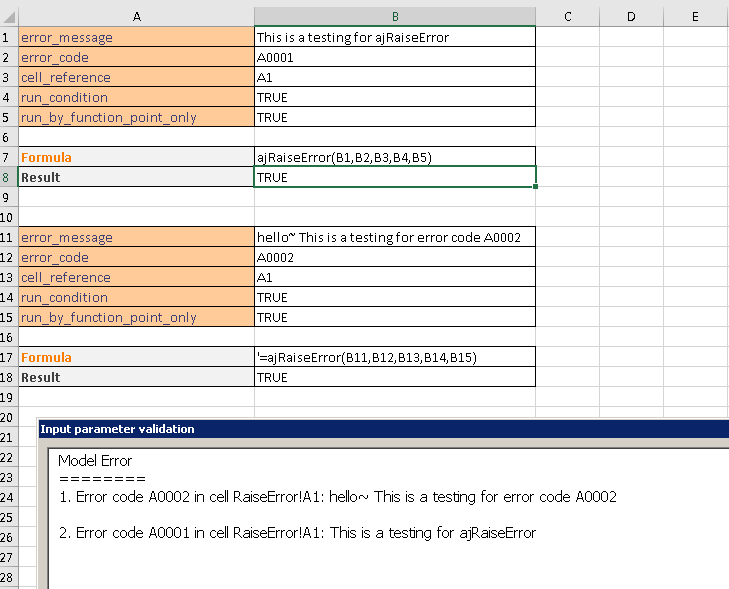 A B C D E
1 error_message This is a testing for ajRaiseError
2 error_code A0001
3 cell_reference A1
4 run_condition TRUE
5 run_by_function_point_only TRUE
6
7 Formula ajRaiseError(B1,B2,B3,B4,B5)
8 Result TRUE
9
10
11 error_message hello~ This is a testing for error code A0002
12 error_code A0002
13 cell_reference A1
14 run_condition TRUE
15 run_by_function_point_only TRUE
16
17 Formula '=ajRaiseError(B11,B12,B13,B14,B15)
18 Result TRUE
19
20
21 Input parameter validation
22 Model Error
23 ========
24 1. Error code A0002 in cell RaiseError!A1: hello~ This is a testing for error code A0002
25
26 2. Error code A0001 in cell RaiseError!A1: This is a testing for ajRaiseError
27
28